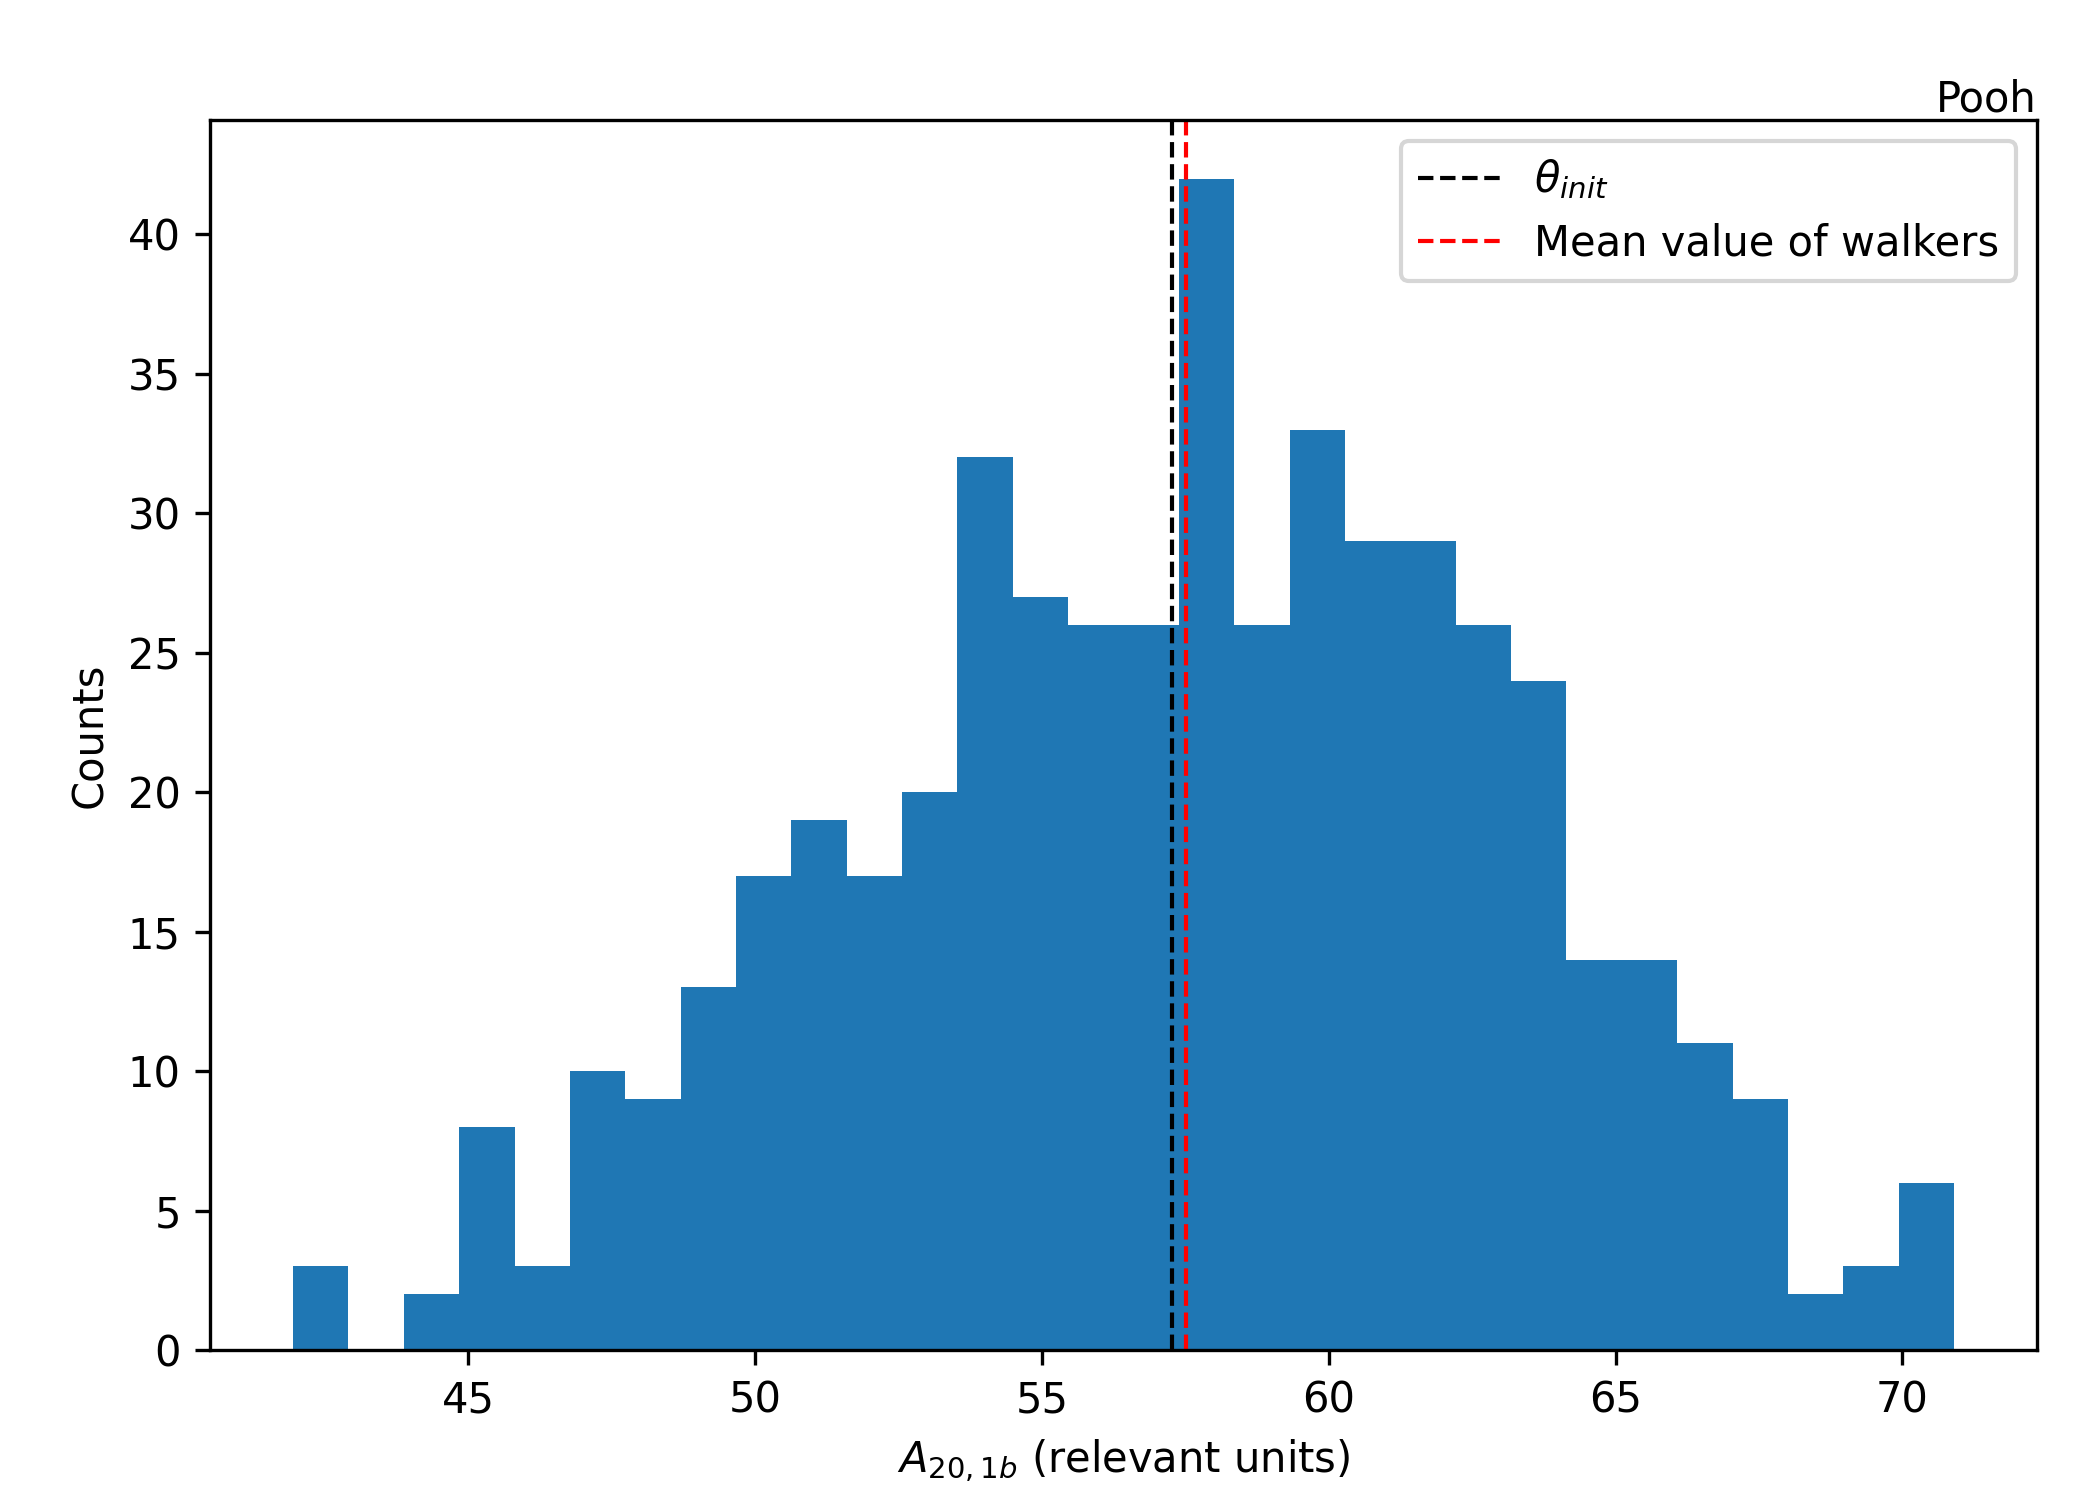 Pooh
θinit
Mean value of walkers
40
35
30
25
20
15
10
5
0
Counts
45 50 55 60 65 70
A20,1b (relevant units)